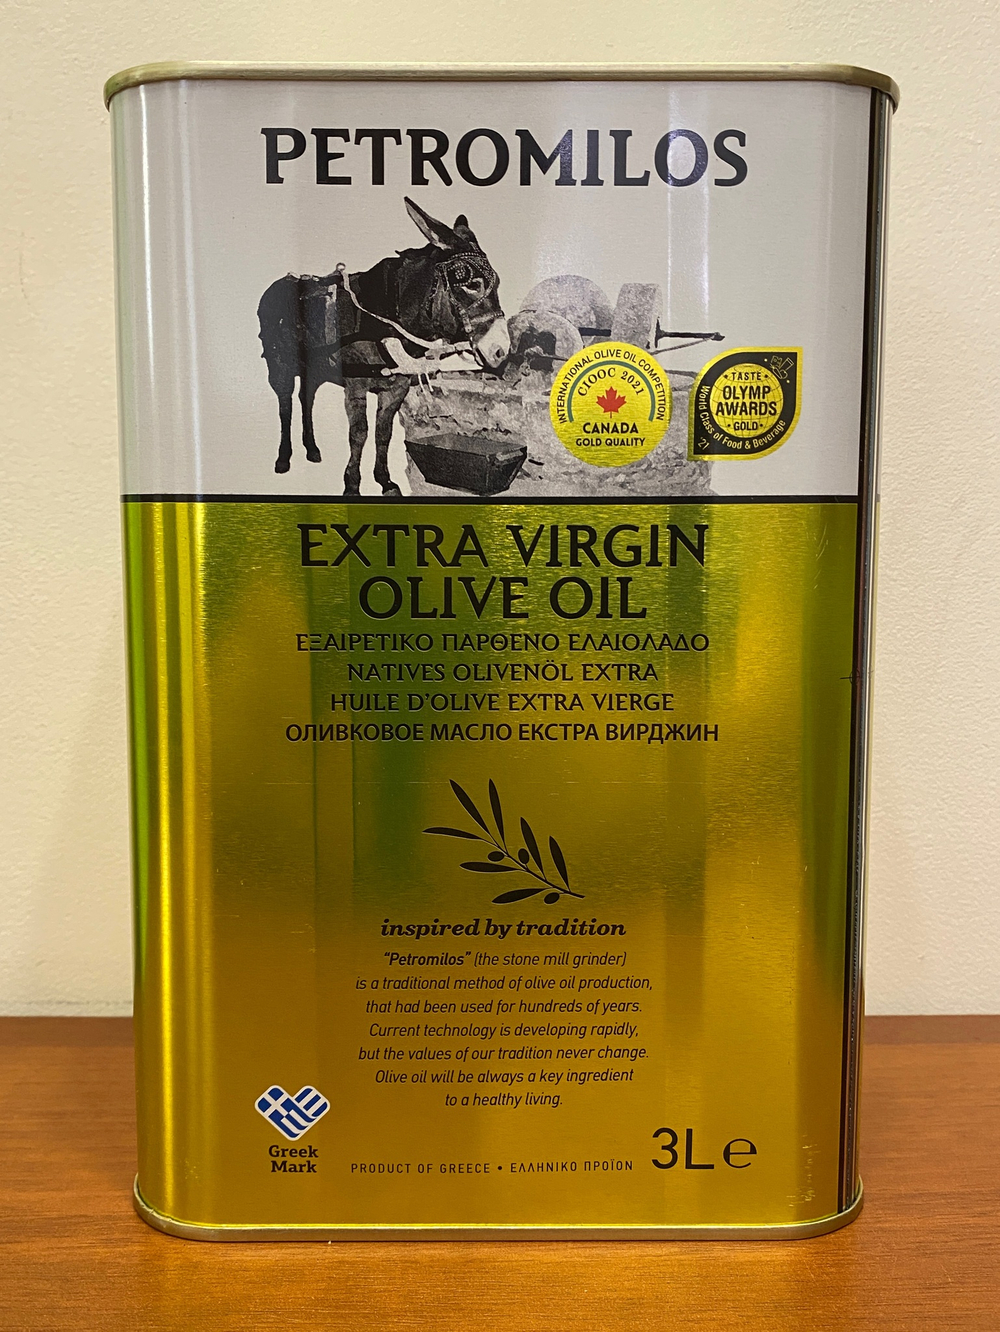 PETROMILOS
INTERNATIONAL OLIVE OIL COMPETITION
CIOOC 2021
CANADA
GOLD QUALITY
TASTE
OLYMP
AWARDS
GOLD
World Class of Food & Beverage
'21
EXTRA VIRGIN
OLIVE OIL
ΕΞΑΙΡΕΤΙΚΟ ΠΑΡΘΕΝΟ ΕΛΑΙΟΛΑΔΟ
NATIVES OLIVENÖL EXTRA
HUILE D'OLIVE EXTRA VIERGE
ОЛИВКОВОЕ МАСЛО ЕКСТРА ВИРДЖИН
inspired by tradition
“Petromilos” (the stone mill grinder)
is a traditional method of olive oil production,
that had been used for hundreds of years.
Current technology is developing rapidly,
but the values of our tradition never change.
Olive oil will be always a key ingredient
to a healthy living.
Greek
Mark
PRODUCT OF GREECE • ΕΛΛΗΝΙΚΟ ΠΡΟΪΟΝ
3L ℮